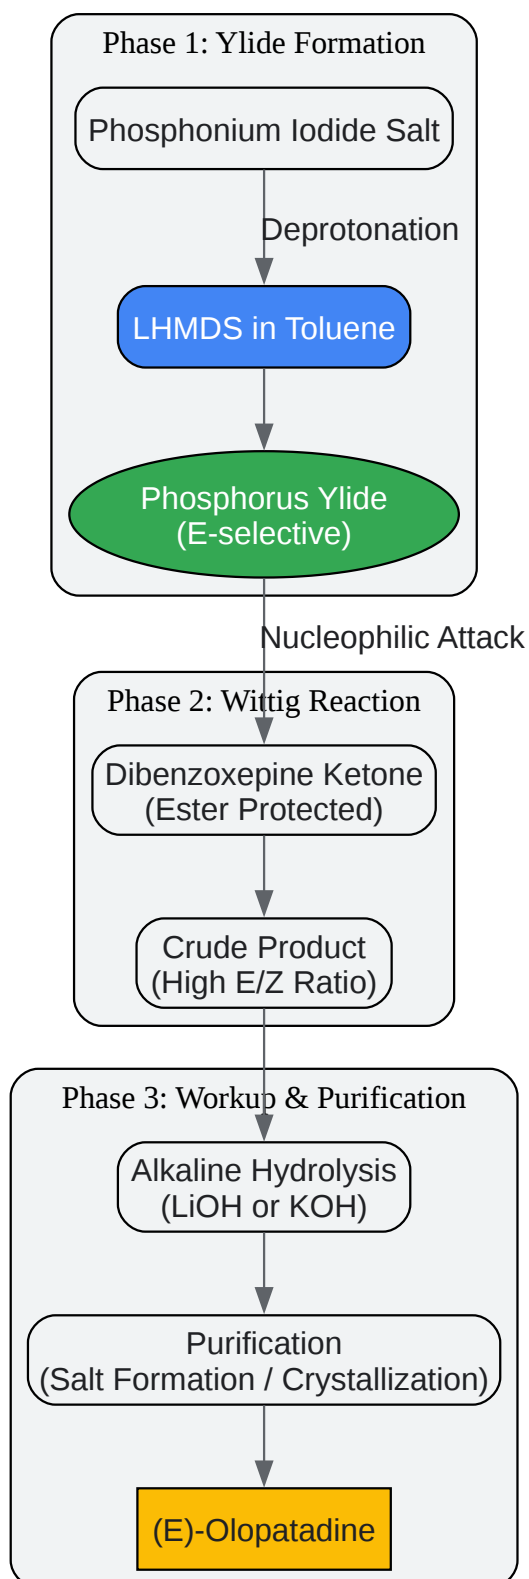 Phase 1: Ylide Formation
Phosphonium Iodide Salt
Deprotonation
LHMDS in Toluene
Phosphorus Ylide
(E-selective)
Nucleophilic Attack
Phase 2: Wittig Reaction
Dibenzoxepine Ketone
(Ester Protected)
Crude Product
(High E/Z Ratio)
Phase 3: Workup & Purification
Alkaline Hydrolysis
(LiOH or KOH)
Purification
(Salt Formation / Crystallization)
(E)-Olopatadine